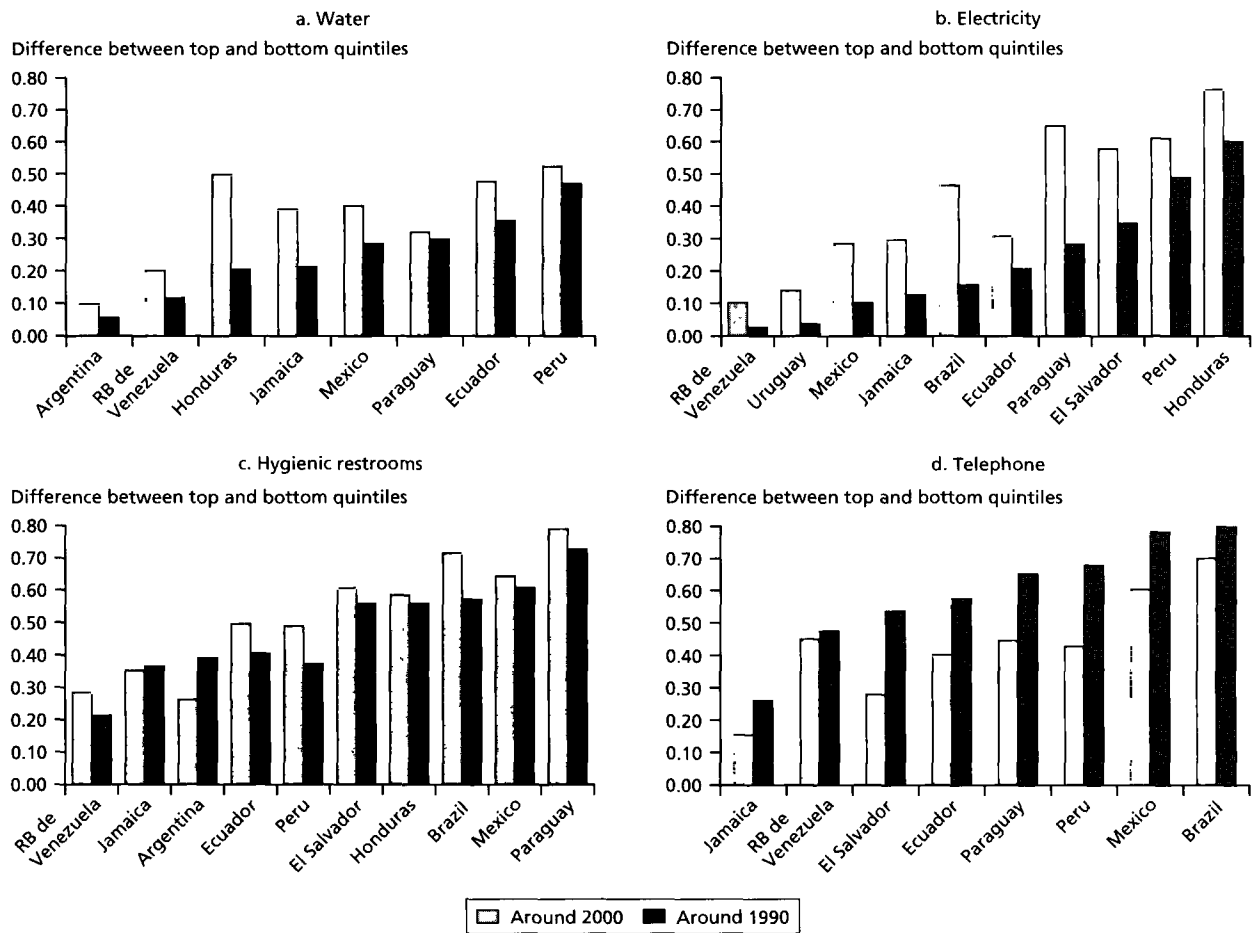 a. Water
Difference between top and bottom quintiles
0.80
0.70
0.60
0.50
0.40
0.30
0.20
0.10
0.00
Argentina
RB de
Venezuela
Honduras
Jamaica
Mexico
Paraguay
Ecuador
Peru
b. Electricity
Difference between top and bottom quintiles
0.80
0.70
0.60
0.50
0.40
0.30
0.20
0.10
0.00
RB de
Venezuela
Uruguay
Mexico
Jamaica
Brazil
Ecuador
Paraguay
El Salvador
Peru
Honduras
c. Hygienic restrooms
Difference between top and bottom quintiles
0.80
0.70
0.60
0.50
0.40
0.30
0.20
0.10
0.00
RB de
Venezuela
Jamaica
Argentina
Ecuador
Peru
El Salvador
Honduras
Brazil
Mexico
Paraguay
d. Telephone
Difference between top and bottom quintiles
0.80
0.70
0.60
0.50
0.40
0.30
0.20
0.10
0.00
Jamaica
RB de
Venezuela
El Salvador
Ecuador
Paraguay
Peru
Mexico
Brazil
Around 2000
Around 1990